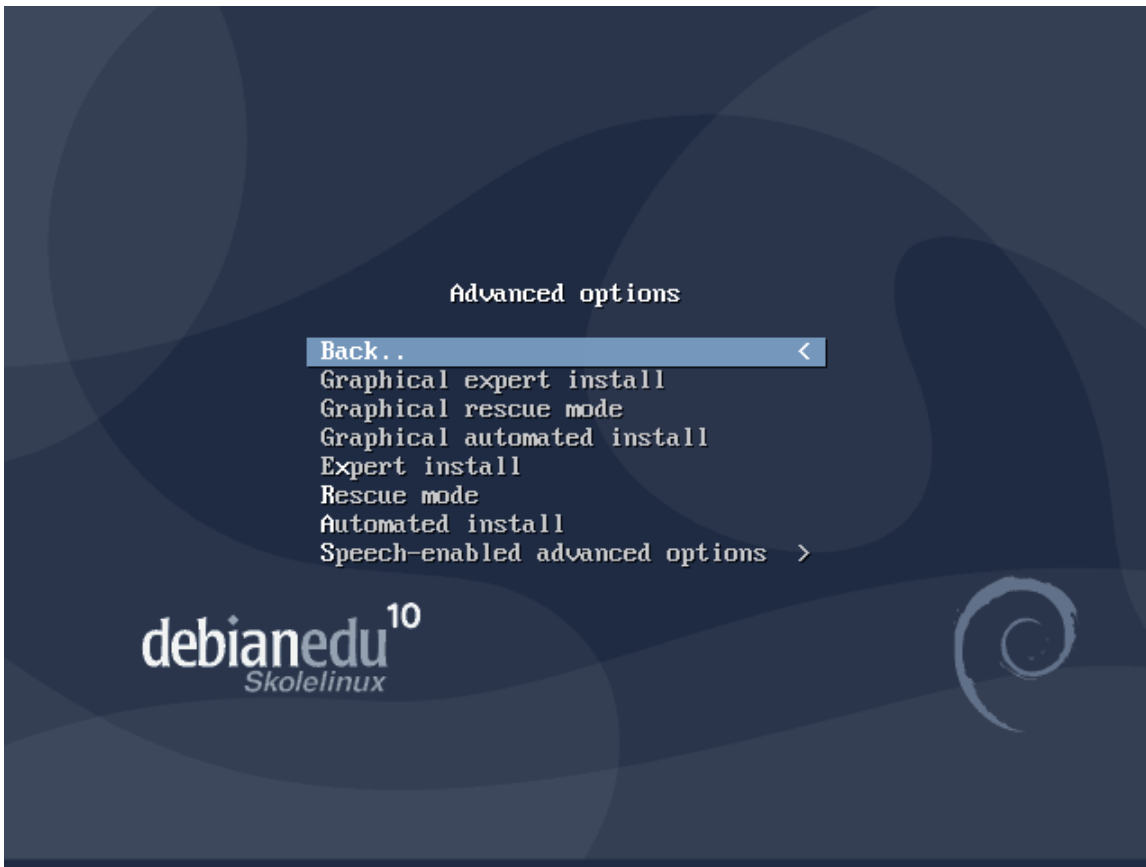 Advanced options
Back.. <
Graphical expert install
Graphical rescue mode
Graphical automated install
Expert install
Rescue mode
Automated install
Speech-enabled advanced options >
debianedu 10
Skolelinux